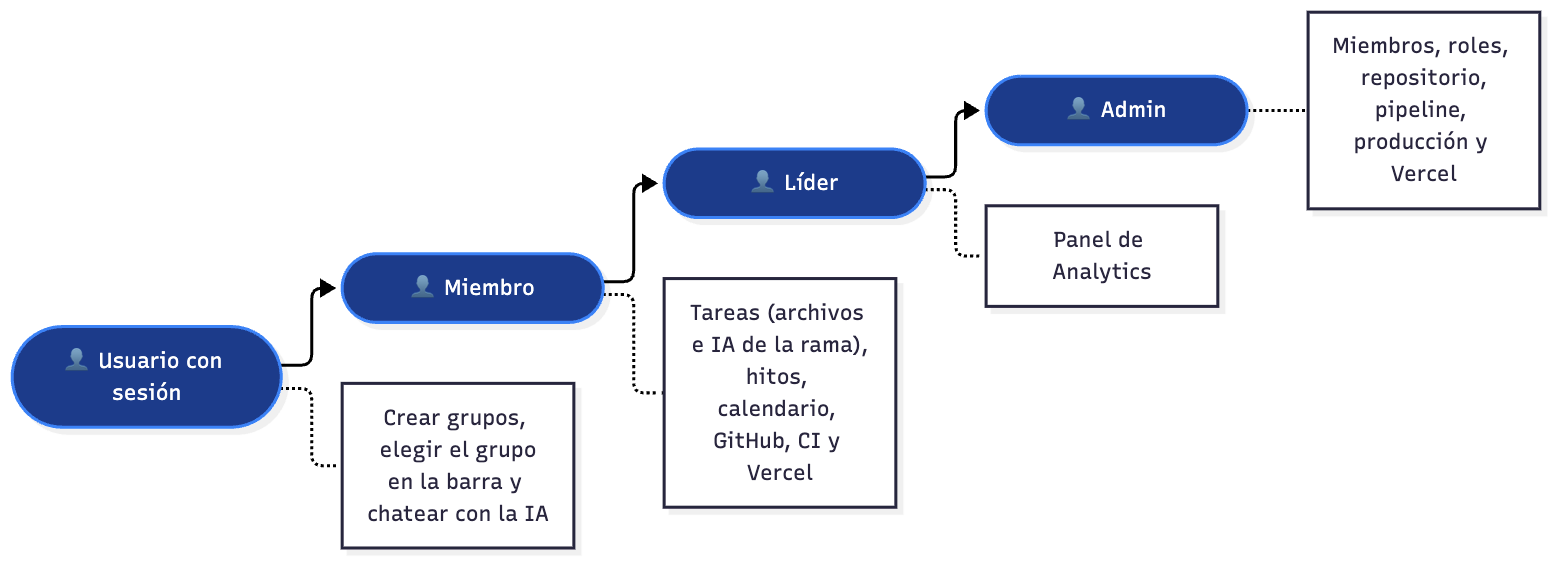 Usuario con
sesión
Crear grupos,
elegir el grupo
en la barra y
chatear con la IA
Miembro
Tareas (archivos
e IA de la rama),
hitos,
calendario,
GitHub, CI y
Vercel
Líder
Panel de
Analytics
Admin
Miembros, roles,
repositorio,
pipeline,
producción y
Vercel